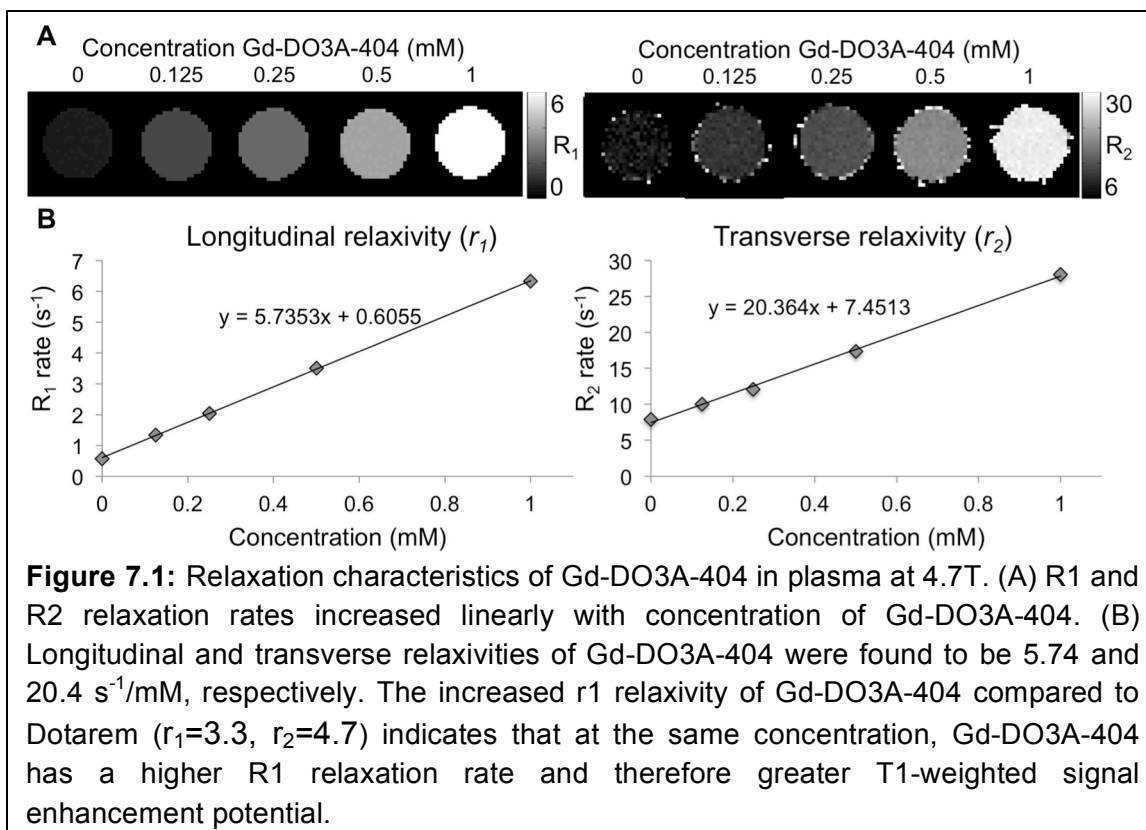 A
Concentration Gd-DO3A-404 (mM)
0 0.125 0.25 0.5 1
6
R1
0
Concentration Gd-DO3A-404 (mM)
0 0.125 0.25 0.5 1
30
R2
6
B
Longitudinal relaxivity (r1)
7
6
5
4
3
2
1
0
R1 rate (s-1)
y = 5.7353x + 0.6055
0 0.2 0.4 0.6 0.8 1
Concentration (mM)
Transverse relaxivity (r2)
30
25
20
15
10
5
0
R2 rate (s-1)
y = 20.364x + 7.4513
0 0.2 0.4 0.6 0.8 1
Concentration (mM)
Figure 7.1: Relaxation characteristics of Gd-DO3A-404 in plasma at 4.7T. (A) R1 and
R2 relaxation rates increased linearly with concentration of Gd-DO3A-404. (B)
Longitudinal and transverse relaxivities of Gd-DO3A-404 were found to be 5.74 and
20.4 s-1/mM, respectively. The increased r1 relaxivity of Gd-DO3A-404 compared to
Dotarem (r1=3.3, r2=4.7) indicates that at the same concentration, Gd-DO3A-404
has a higher R1 relaxation rate and therefore greater T1-weighted signal
enhancement potential.